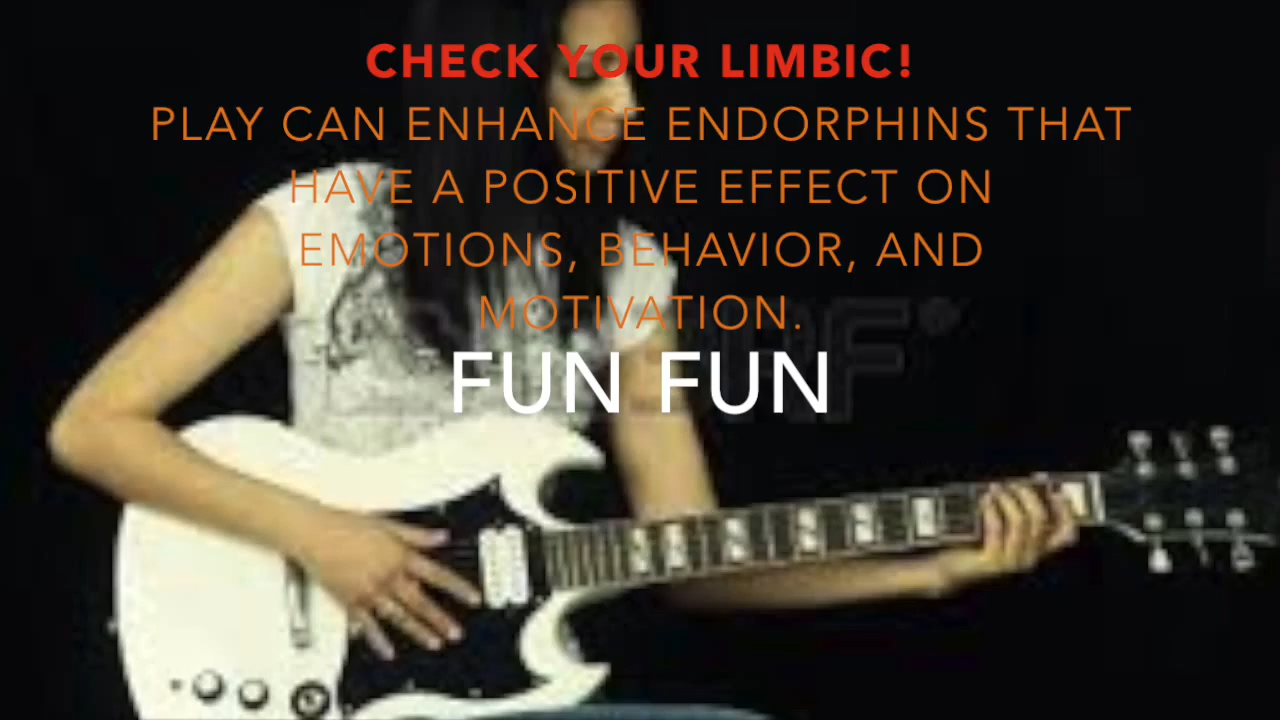 CHECK YOUR LIMBIC!
PLAY CAN ENHANCE ENDORPHINS THAT
HAVE A POSITIVE EFFECT ON
EMOTIONS, BEHAVIOR, AND
MOTIVATION.
FUN FUN